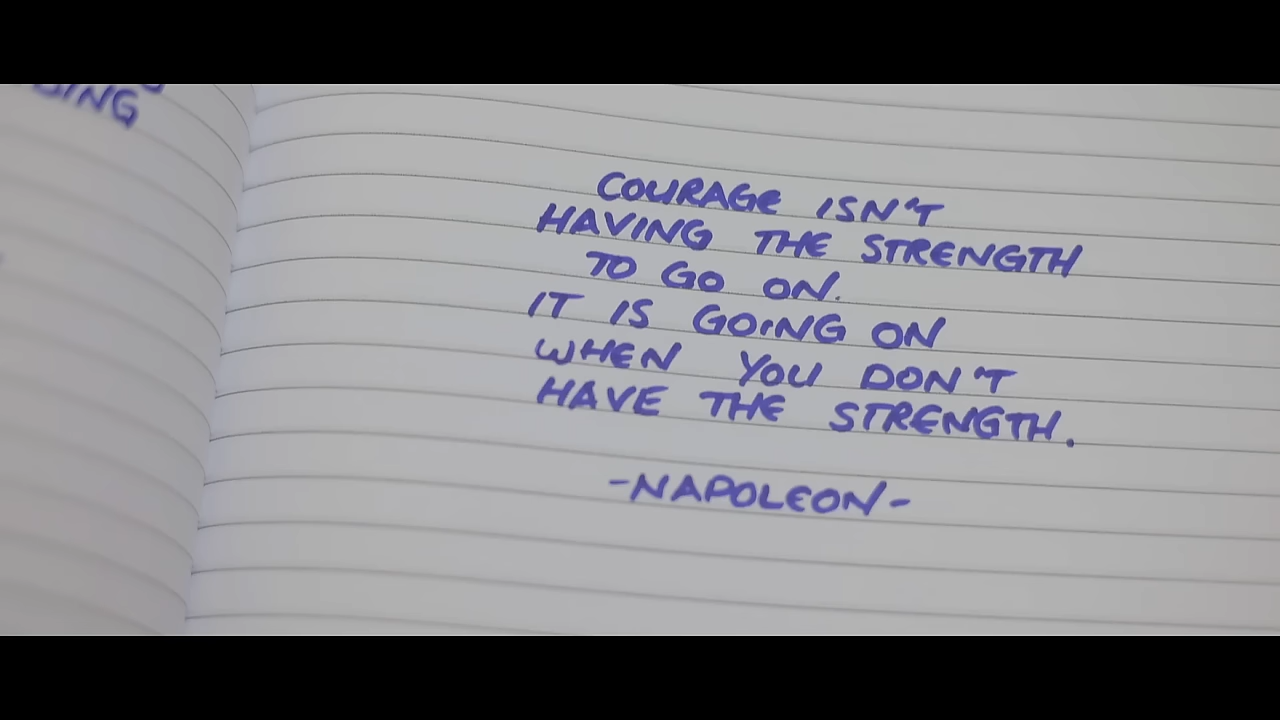 COURAGE ISN'T
HAVING THE STRENGTH
TO GO ON.
IT IS GOING ON
WHEN YOU DON'T
HAVE THE STRENGTH.
-NAPOLEON-